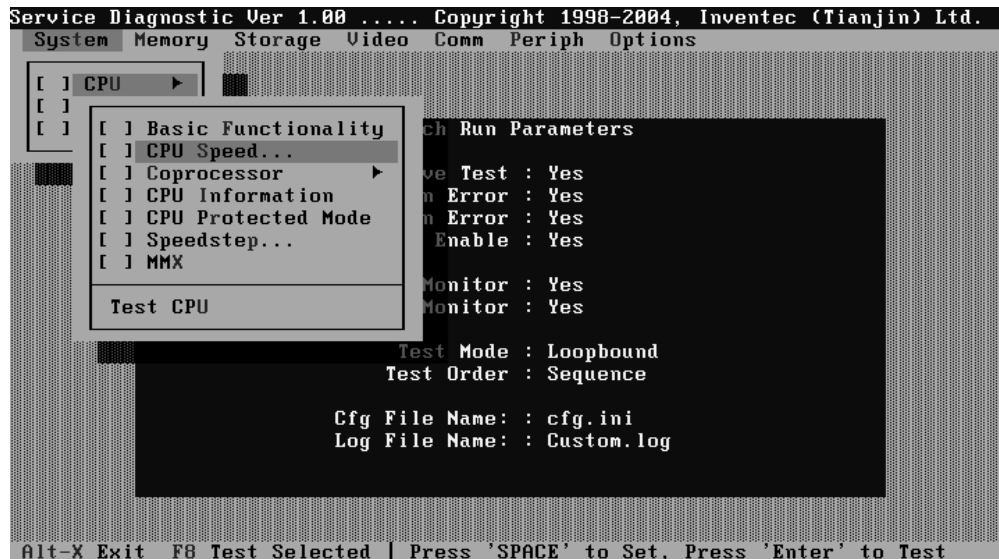 Service Diagnostic Ver 1.00 ..... Copyright 1998-2004, Inventec (Tianjin) Ltd.
System Memory Storage Video Comm Periph Options
[ ] CPU ►
[ ]
[ ]
[ ] Basic Functionality
[ ] CPU Speed...
[ ] Coprocessor ►
[ ] CPU Information
[ ] CPU Protected Mode
[ ] Speedstep...
[ ] MMX
Test CPU
ch Run Parameters
ve Test : Yes
n Error : Yes
n Error : Yes
Enable : Yes
Monitor : Yes
Monitor : Yes
Test Mode : Loopbound
Test Order : Sequence
Cfg File Name: : cfg.ini
Log File Name: : Custom.log
Alt-X Exit F8 Test Selected | Press 'SPACE' to Set, Press 'Enter' to Test